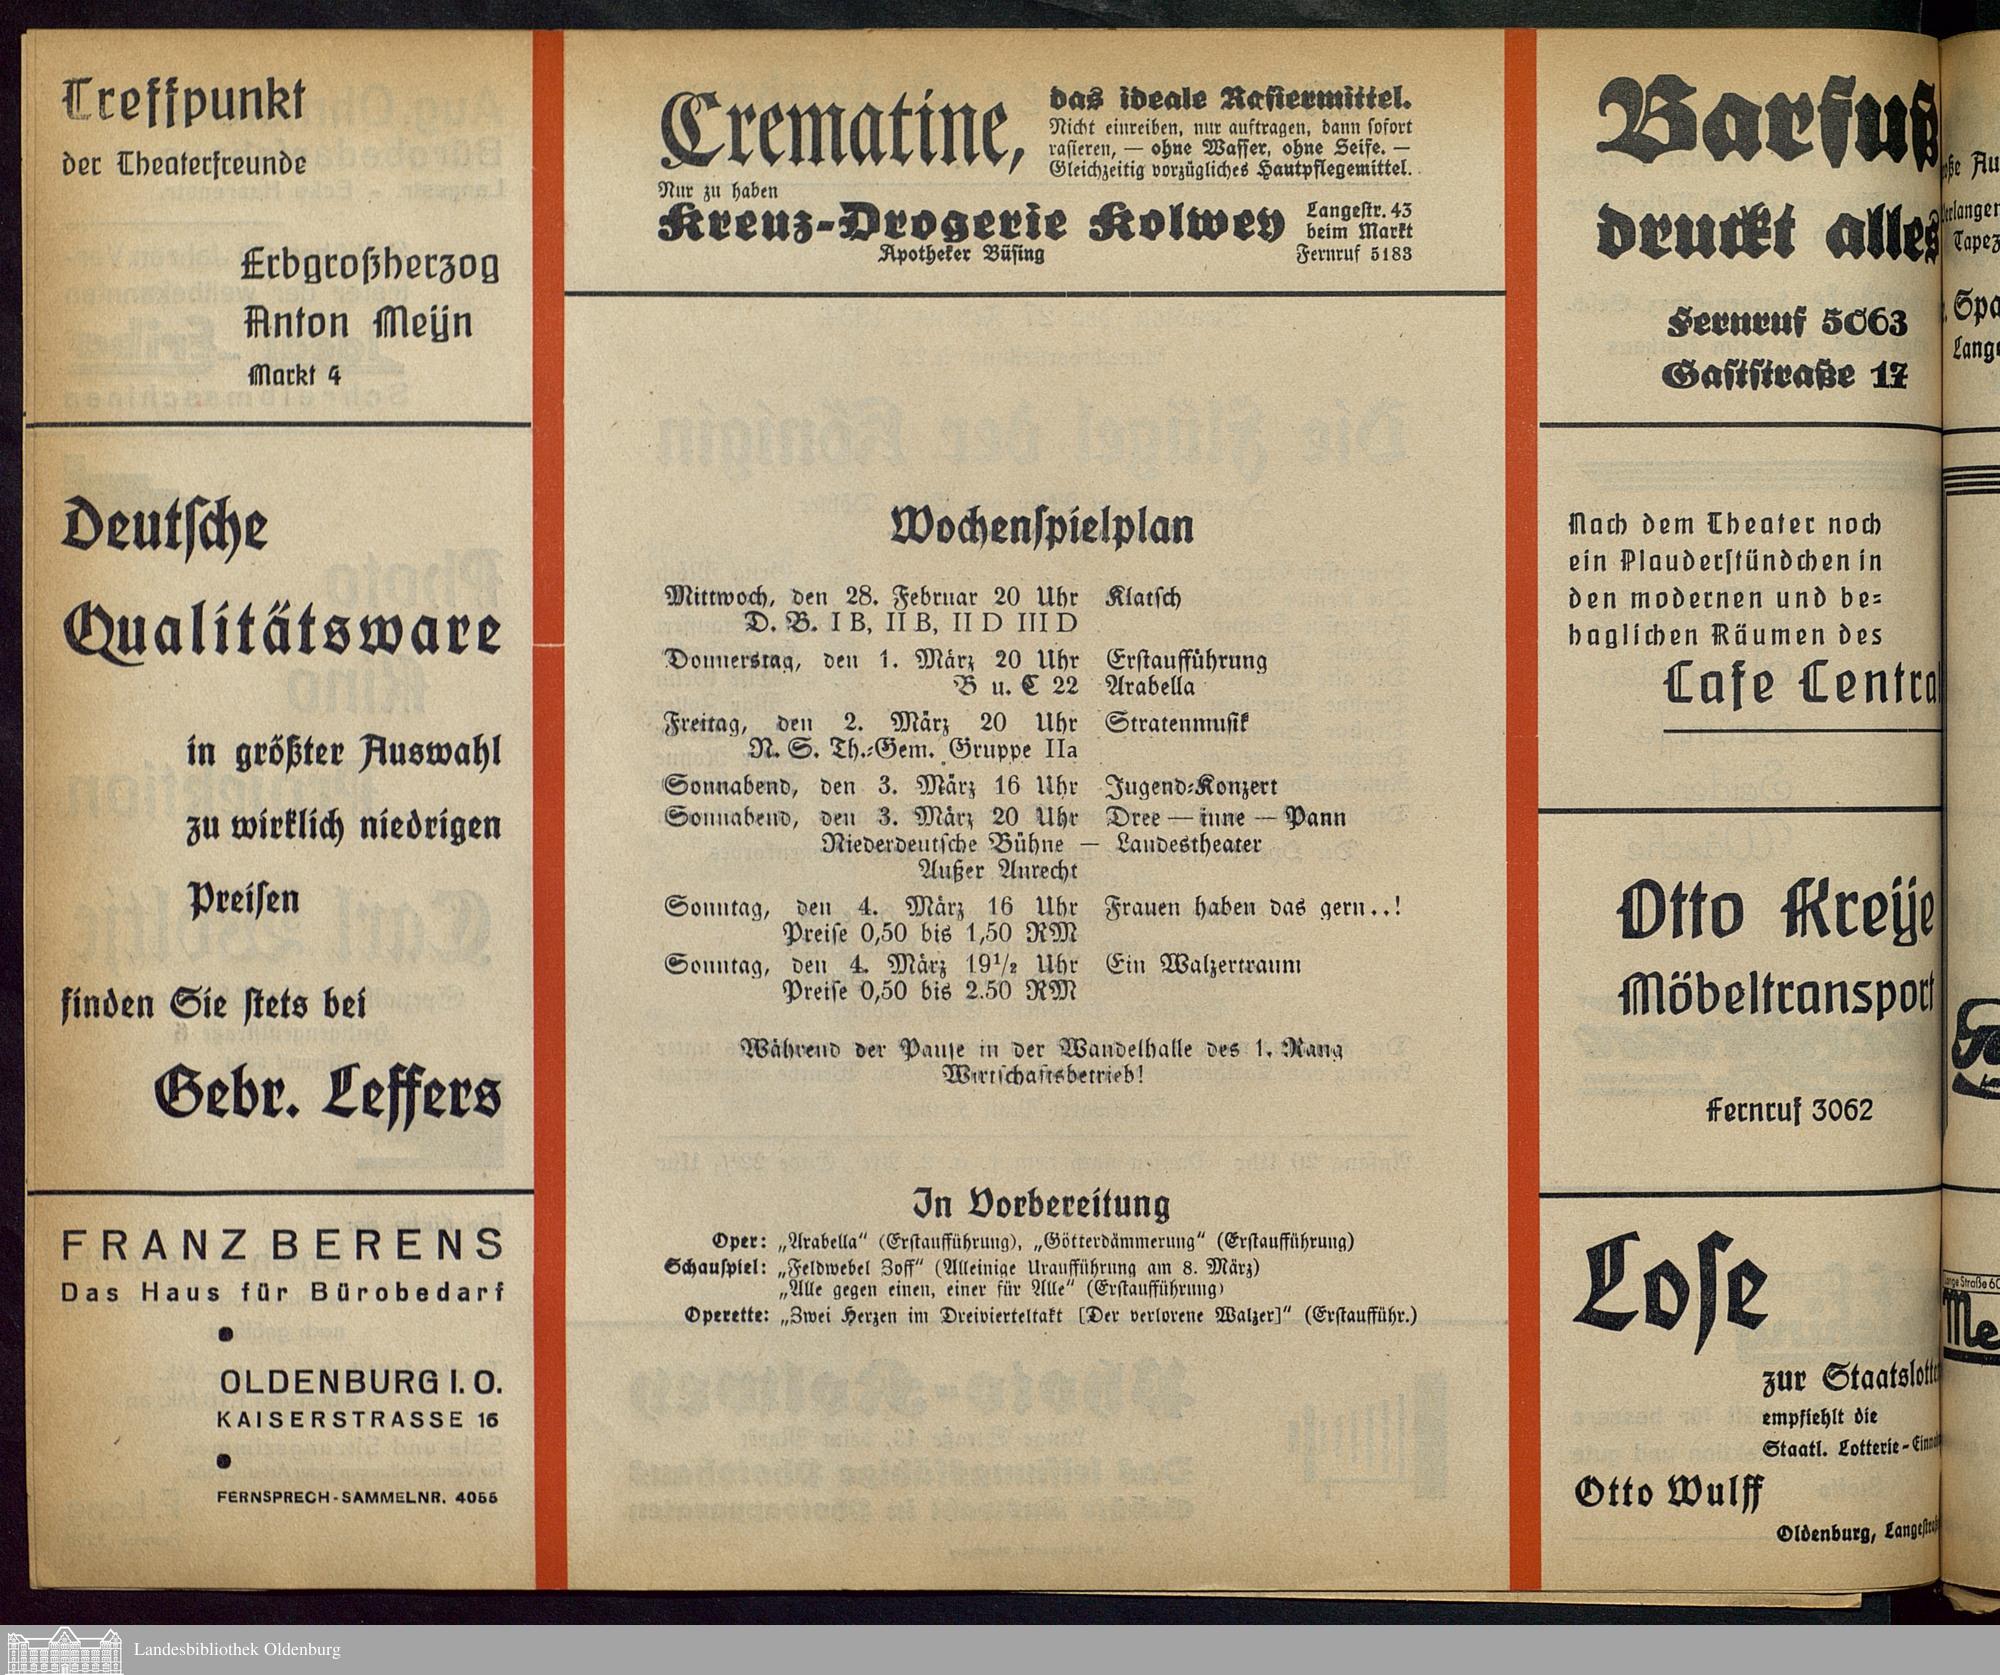 Treffpunkt
der Theaterfreunde
Erbgroßherzog
Anton Meijn
Markt 4
Deutsche
Qualitätsware
in größter Auswahl
zu wirklich niedrigen
Preisen
finden Sie stets bei
Gebr. Leffers
FRANZ BERENS
Das Haus für Bürobedarf
OLDENBURG I. O.
KAISERSTRASSE 16
FERNSPRECH-SAMMELNR. 4055
Crematine, das ideale Rasiermittel.
Nicht einreiben, nur auftragen, dann sofort
rasieren, — ohne Wasser, ohne Seife. —
Gleichzeitig vorzügliches Hautpflegemittel.
Nur zu haben
Kreuz-Drogerie Kolwey
Apotheker Büsing
Langestr. 43
beim Markt
Fernruf 5183
Wochenspielplan
Mittwoch, den 28. Februar 20 Uhr Klatsch
D. B. I B, II B, II D III D
Donnerstag, den 1. März 20 Uhr Erstaufführung
B u. C 22 Arabella
Freitag, den 2. März 20 Uhr Stratenmusik
N. S. Th.=Gem. Gruppe IIa
Sonnabend, den 3. März 16 Uhr Jugend=Konzert
Sonnabend, den 3. März 20 Uhr Dree — inne — Pann
Niederdeutsche Bühne — Landestheater
Außer Anrecht
Sonntag, den 4. März 16 Uhr Frauen haben das gern..!
Preise 0,50 bis 1,50 RM
Sonntag, den 4. März 19½ Uhr Ein Walzertraum
Preise 0,50 bis 2.50 RM
Während der Pause in der Wandelhalle des 1. Rang
Wirtschaftsbetrieb!
In Vorbereitung
Oper: „Arabella“ (Erstaufführung), „Götterdämmerung“ (Erstaufführung)
Schauspiel: „Feldwebel Zoff“ (Alleinige Uraufführung am 8. März)
„Alle gegen einen, einer für Alle“ (Erstaufführung)
Operette: „Zwei Herzen im Dreivierteltakt [Der verlorene Walzer]“ (Erstaufführ.)
Barfuß
druckt alles
Fernruf 5063
Gaststraße 17
Nach dem Theater noch
ein Plauderstündchen in
den modernen und be=
haglichen Räumen des
Cafe Central
Otto Kreije
Möbeltransport
Fernruf 3062
Lose
zur
empfiehlt die
Staatl. Lotterie-
Otto Wulff
Oldenburg,
Landesbibliothek Oldenburg